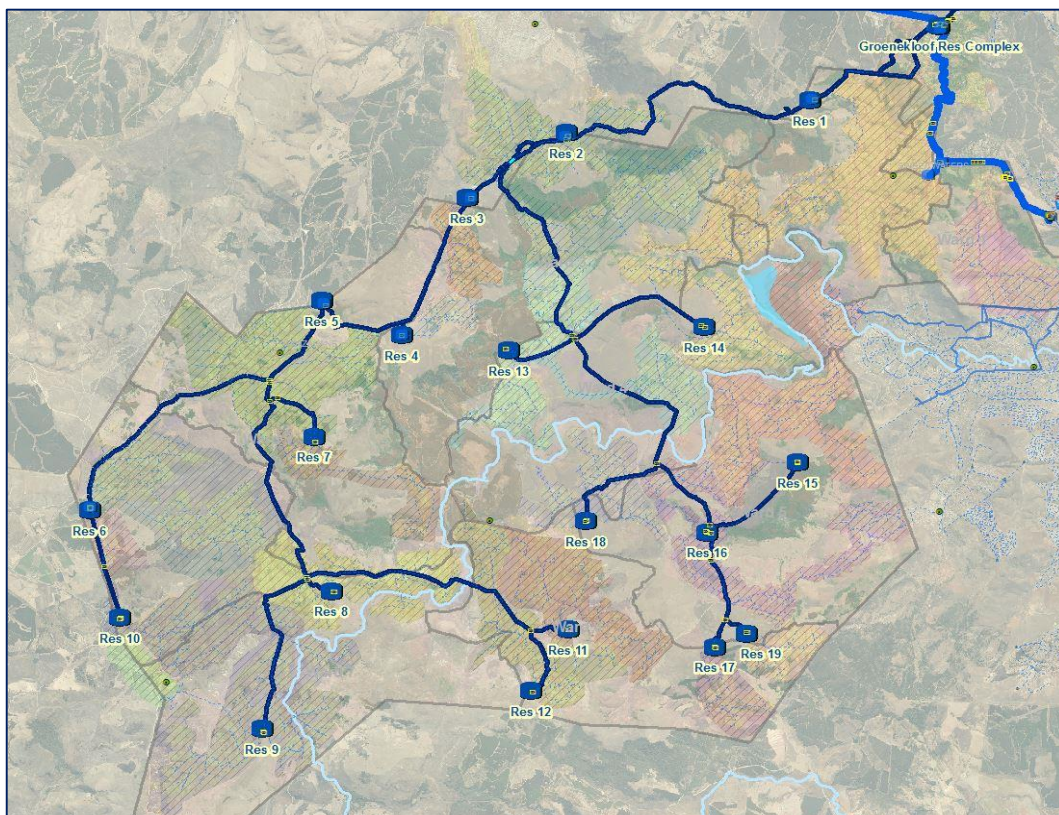 Groenekloof Res Complex
Res 1
Res 2
Res 3
Res 5
Res 4
Res 14
Res 13
Res 7
Res 15
Res 6
Res 18
Res 16
Res 8
Res 10
Res 11
Res 19
Res 17
Res 12
Res 9